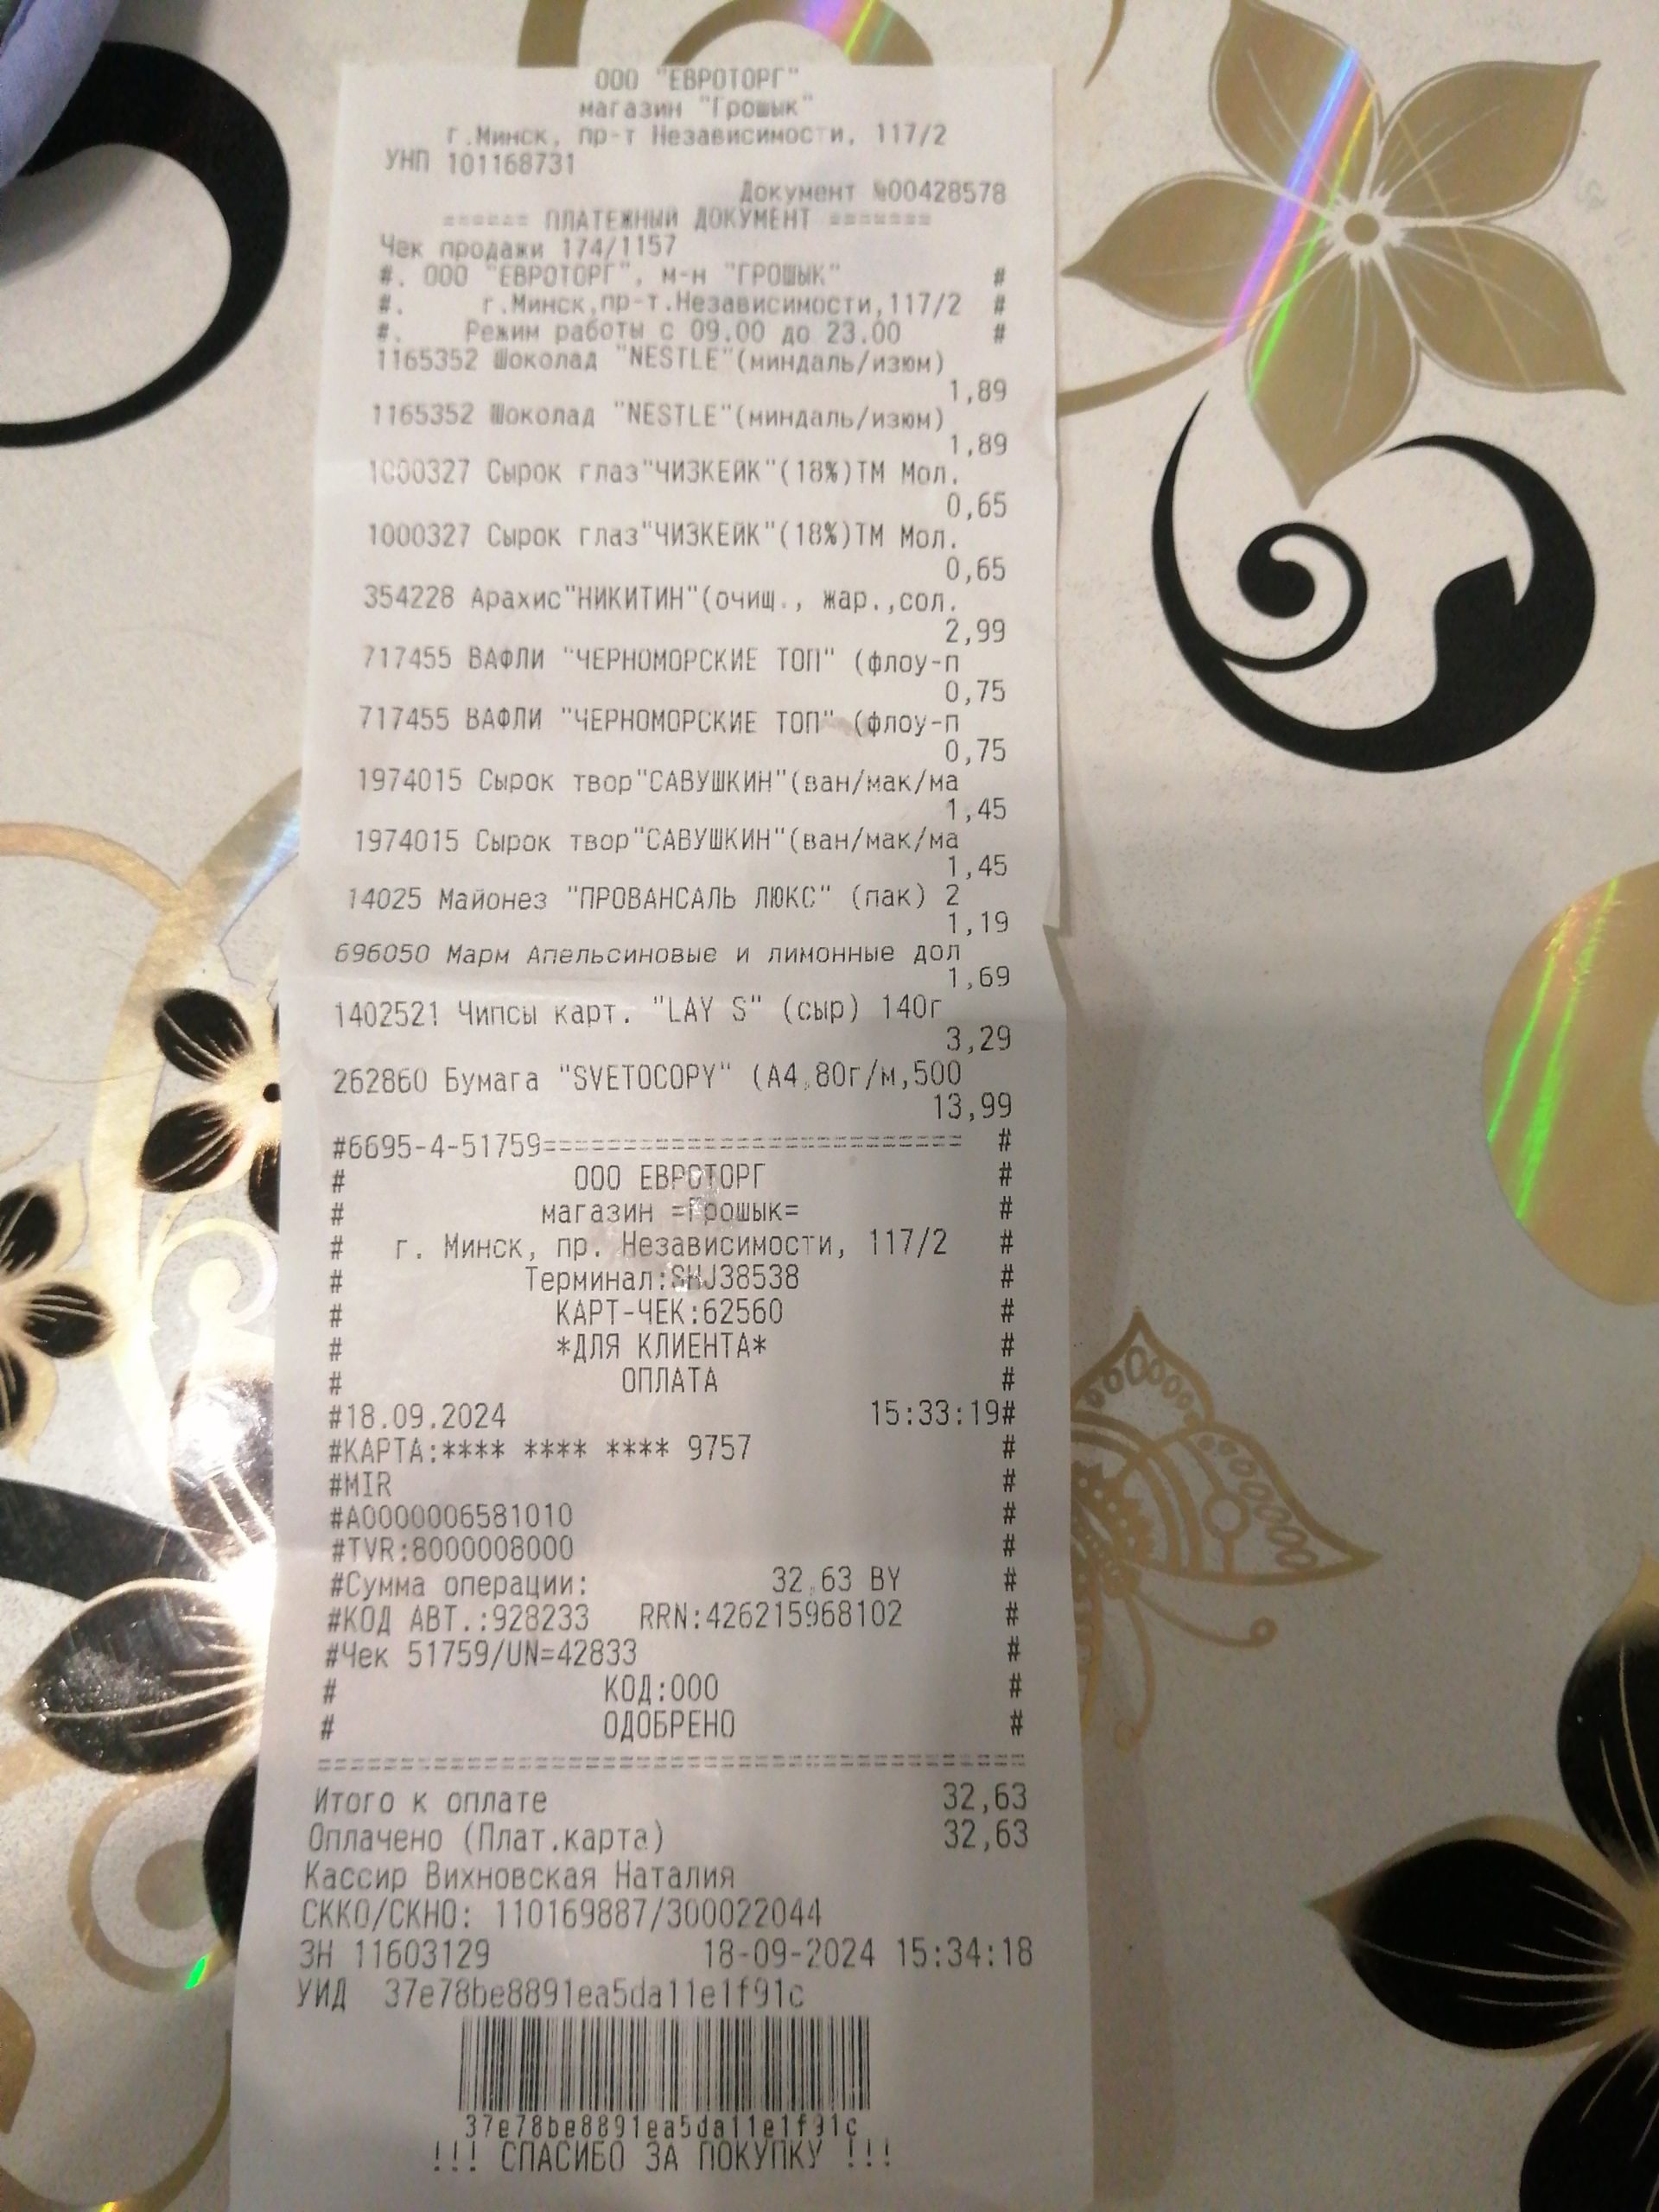 ООО "ЕВРОТОРГ"
магазин "Грошык"
г.Минск, пр-т Независимости, 117/2
УНП 101168731
Документ №00428578
====== ПЛАТЕЖНЫЙ ДОКУМЕНТ =======
Чек продажи 174/1157
#. ООО "ЕВРОТОРГ", м-н "ГРОШЫК" #
#. г.Минск,пр-т.Независимости,117/2 #
#. Режим работы с 09.00 до 23.00 #
1165352 Шоколад "NESTLE"(миндаль/изюм)
1,89
1165352 Шоколад "NESTLE"(миндаль/изюм)
1,89
1000327 Сырок глаз"ЧИЗКЕЙК"(18%)ТМ Мол.
0,65
1000327 Сырок глаз"ЧИЗКЕЙК"(18%)ТМ Мол.
0,65
354228 Арахис"НИКИТИН"(очищ., жар.,сол.
2,99
717455 ВАФЛИ "ЧЕРНОМОРСКИЕ ТОП" (флоу-п
0,75
717455 ВАФЛИ "ЧЕРНОМОРСКИЕ ТОП" (флоу-п
0,75
1974015 Сырок твор"САВУШКИН"(ван/мак/ма
1,45
1974015 Сырок твор"САВУШКИН"(ван/мак/ма
1,45
14025 Майонез "ПРОВАНСАЛЬ ЛЮКС" (пак) 2
1,19
696050 Марм Апельсиновые и лимонные дол
1,69
1402521 Чипсы карт. "LAY S" (сыр) 140г
3,29
262860 Бумага "SVETOCOPY" (А4,80г/м,500
13,99
#6695-4-51759========================== #
# ООО ЕВРОТОРГ #
# магазин =Грошык= #
# г. Минск, пр. Независимости, 117/2 #
# Терминал:SHJ38538 #
# КАРТ-ЧЕК:62560 #
# *ДЛЯ КЛИЕНТА* #
# ОПЛАТА #
#18.09.2024 15:33:19#
#КАРТА:**** **** **** 9757 #
#MIR #
#A0000006581010 #
#TVR:8000008000 #
#Сумма операции: 32,63 BY #
#КОД АВТ.:928233 RRN:426215968102 #
#Чек 51759/UN=42833 #
# КОД:000 #
# ОДОБРЕНО #
========================================
Итого к оплате 32,63
Оплачено (Плат.карта) 32,63
Кассир Вихновская Наталия
СККО/СКНО: 110169887/300022044
ЗН 11603129 18-09-2024 15:34:18
УИД 37e78be8891ea5da11e1f91c
37e78be8891ea5da11e1f91c
!!! СПАСИБО ЗА ПОКУПКУ !!!